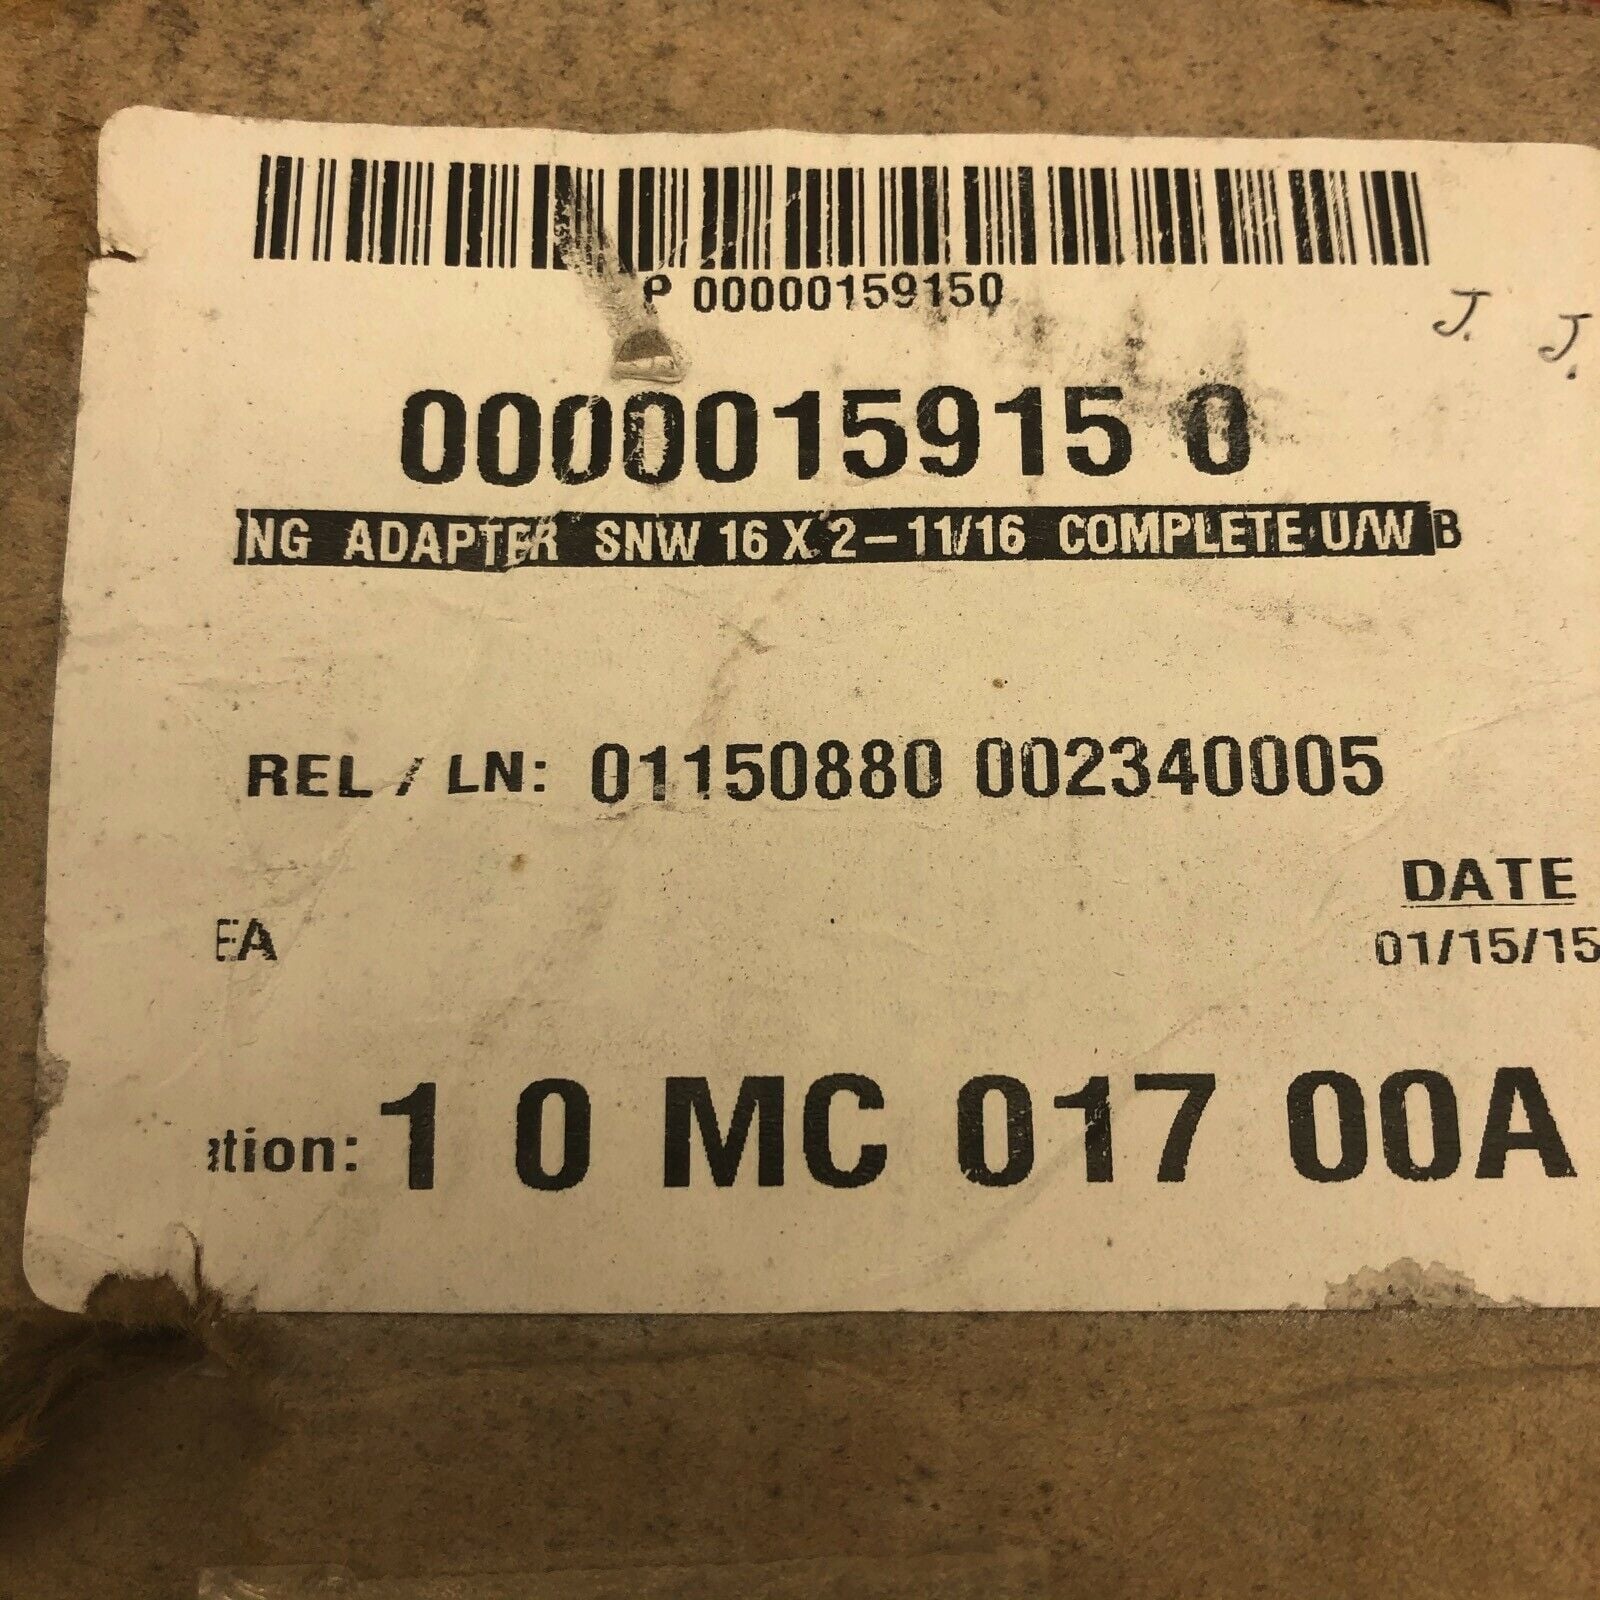 P 00000159150
J. J.
0000015915 0
NG ADAPTER SNW 16 X 2-11/16 COMPLETE U/W B
REL / LN: 01150880 002340005
DATE
EA
01/15/15
tion: 1 0 MC 017 00A